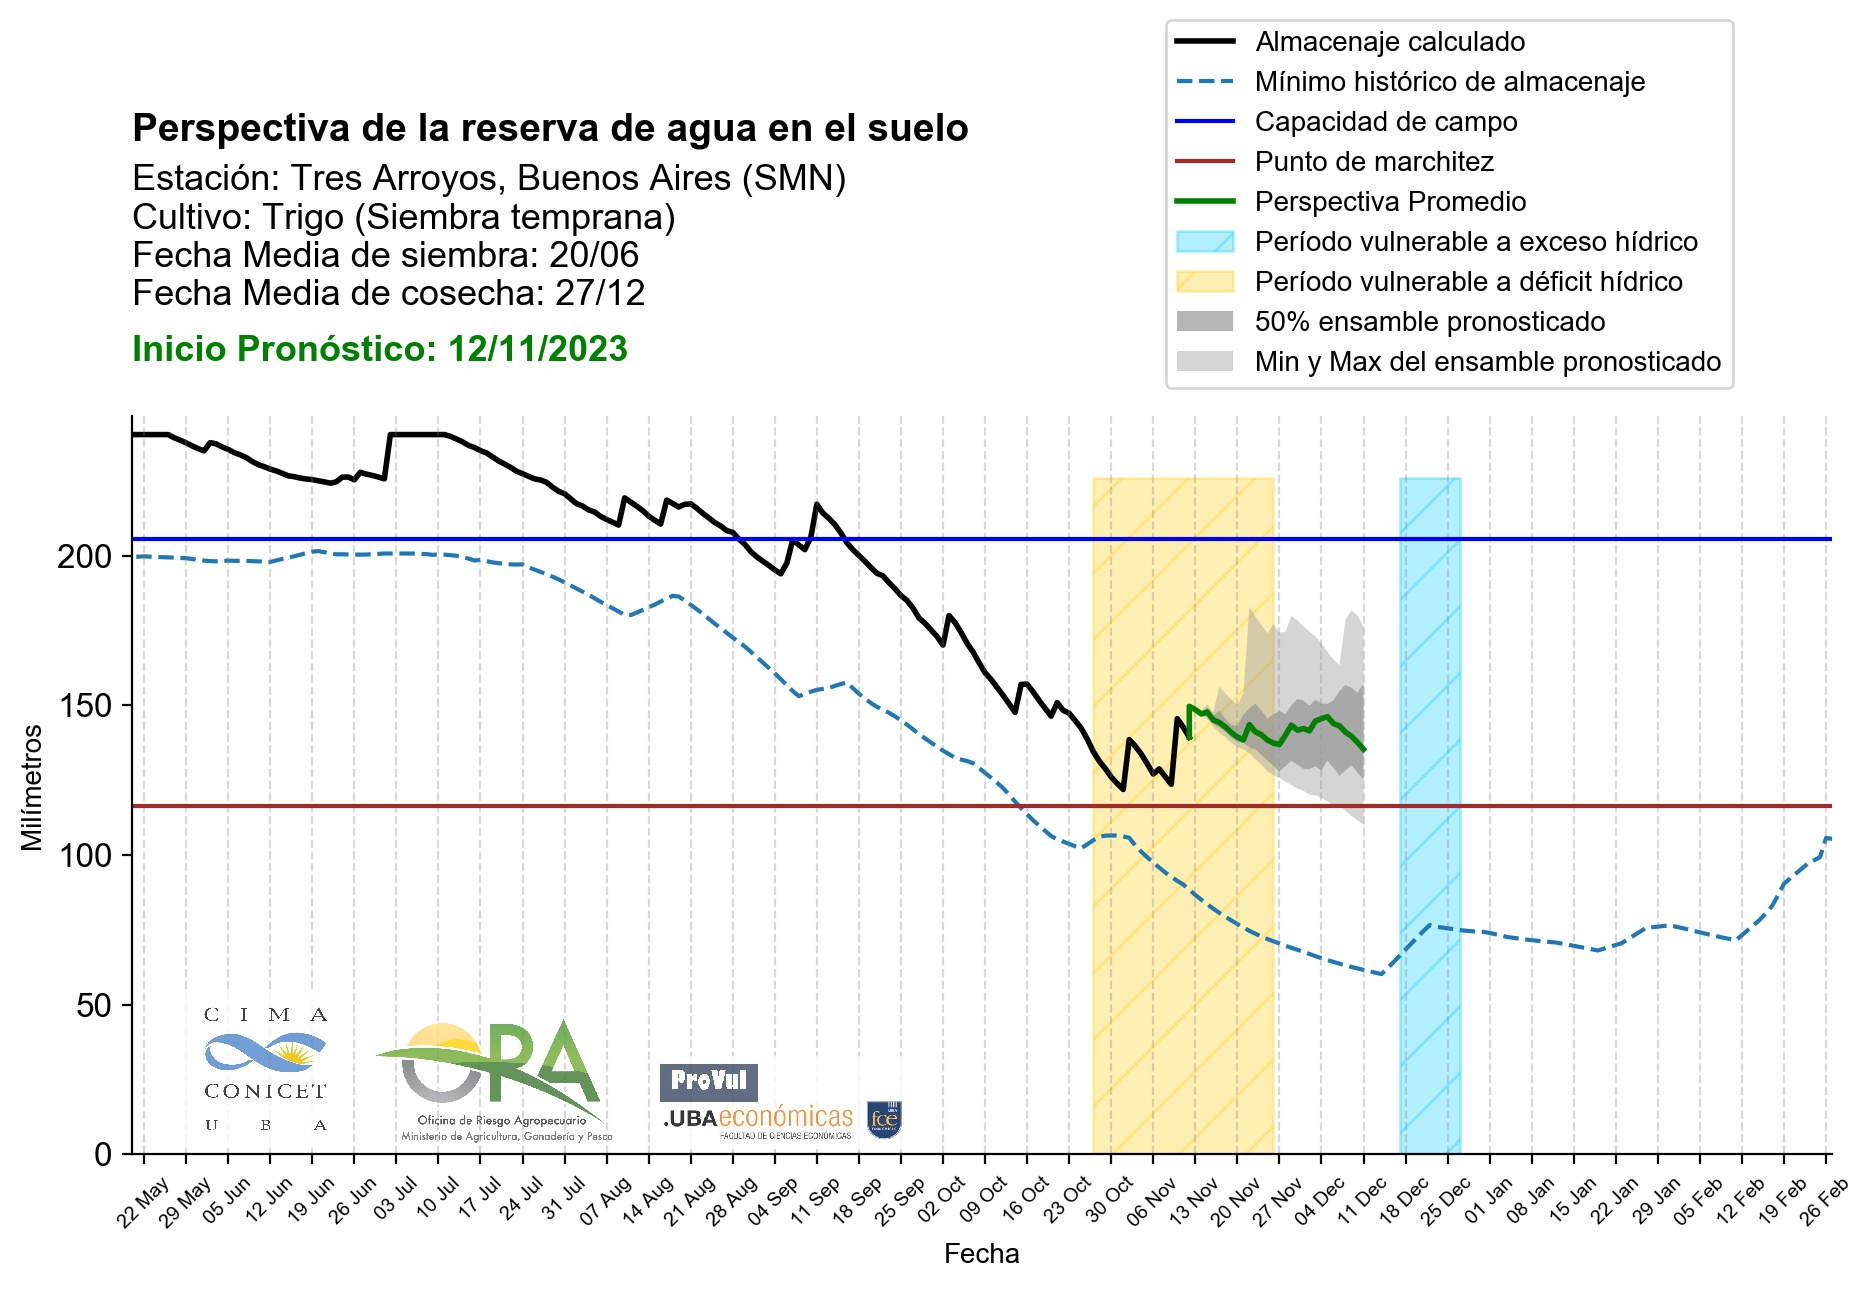 Almacenaje calculado
Mínimo histórico de almacenaje
Capacidad de campo
Punto de marchitez
Perspectiva Promedio
Período vulnerable a exceso hídrico
Período vulnerable a déficit hídrico
50% ensamble pronosticado
Min y Max del ensamble pronosticado
Perspectiva de la reserva de agua en el suelo
Estación: Tres Arroyos, Buenos Aires (SMN)
Cultivo: Trigo (Siembra temprana)
Fecha Media de siembra: 20/06
Fecha Media de cosecha: 27/12
Inicio Pronóstico: 12/11/2023
Milímetros
200
150
100
50
0
CIMA
CONICET
UBA
ORA
Oficina de Riesgo Agropecuario
Ministerio de Agricultura, Ganadería y Pesca
ProVul
.UBAeconómicas
FACULTAD DE CIENCIAS ECONÓMICAS
fce
22 May
29 May
05 Jun
12 Jun
19 Jun
26 Jun
03 Jul
10 Jul
17 Jul
24 Jul
31 Jul
07 Aug
14 Aug
21 Aug
28 Aug
04 Sep
11 Sep
18 Sep
25 Sep
02 Oct
09 Oct
16 Oct
23 Oct
30 Oct
06 Nov
13 Nov
20 Nov
27 Nov
04 Dec
11 Dec
18 Dec
25 Dec
01 Jan
08 Jan
15 Jan
22 Jan
29 Jan
05 Feb
12 Feb
19 Feb
26 Feb
Fecha